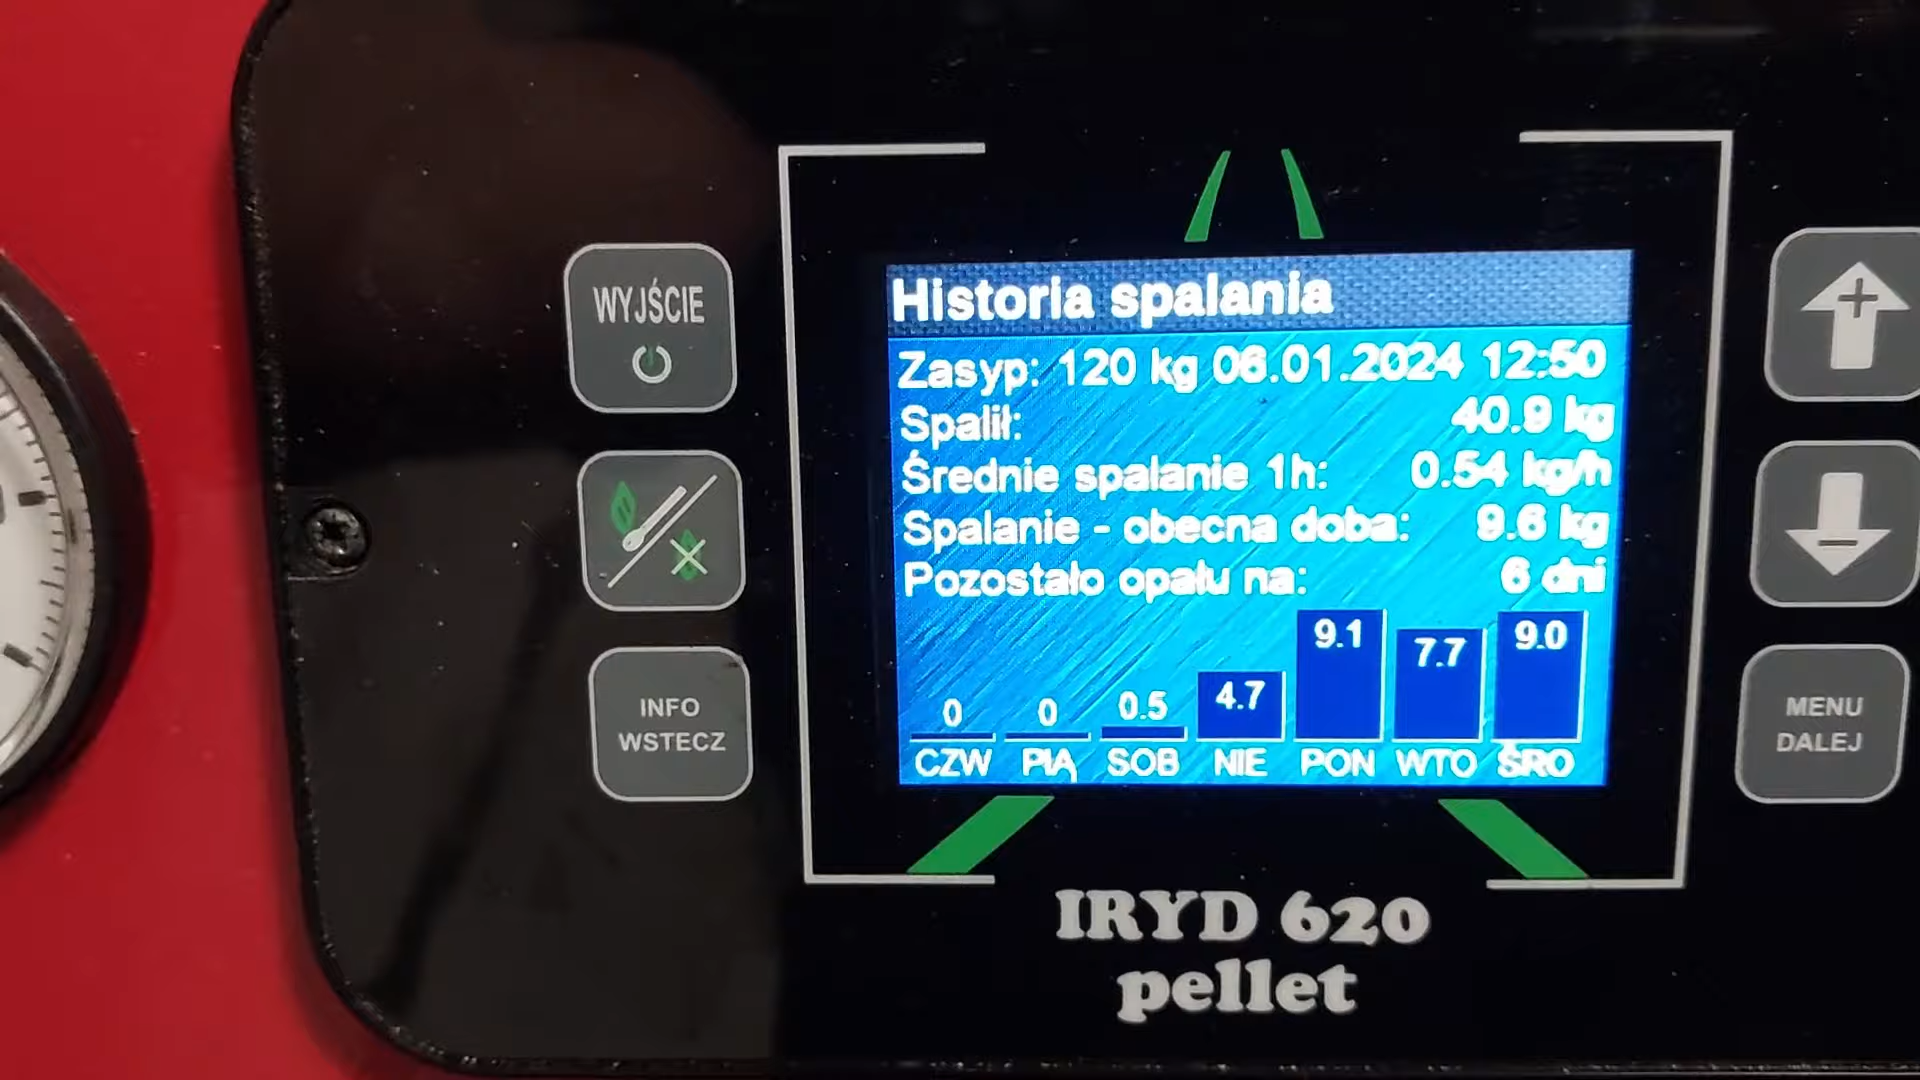 WYJŚCIE
INFO
WSTECZ
Historia spalania
Zasyp: 120 kg 06.01.2024 12:50
Spalił: 40.9 kg
Średnie spalanie 1h: 0.54 kg/h
Spalanie - obecna doba: 9.6 kg
Pozostało opału na: 6 dni
0 0 0.5 4.7 9.1 7.7 9.0
CZW PIĄ SOB NIE PON WTO ŚRO
MENU
DALEJ
IRYD 620
pellet